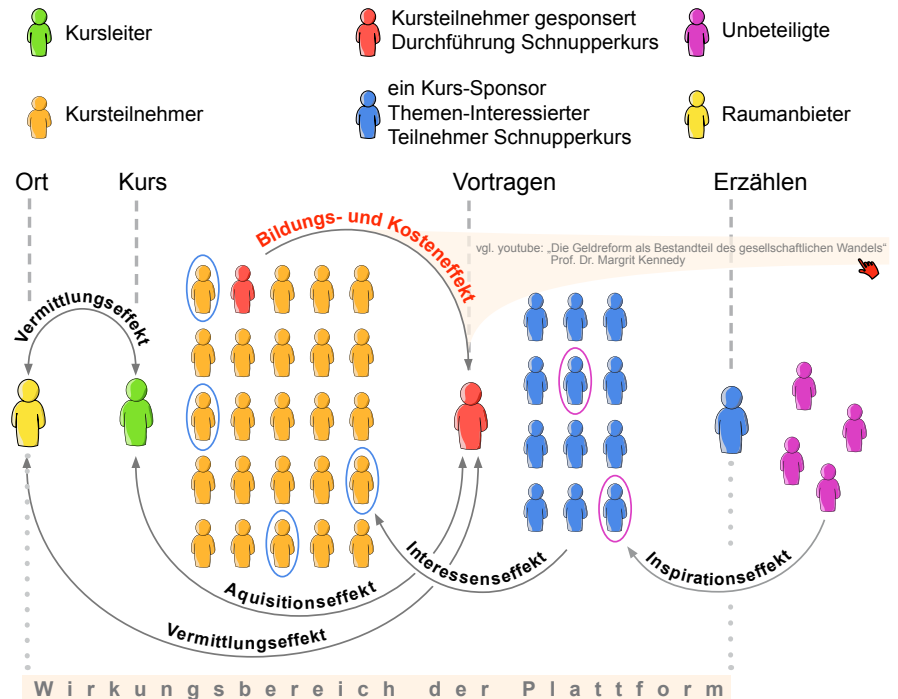 Kursleiter
Kursteilnehmer gesponsert
Durchführung Schnupperkurs
Unbeteiligte
Kursteilnehmer
ein Kurs-Sponsor
Themen-Interessierter
Teilnehmer Schnupperkurs
Raumanbieter
Ort
Kurs
Vortragen
Erzählen
Bildungs- und Kosteneffekt
vgl. youtube: „Die Geldreform als Bestandteil des gesellschaftlichen Wandels“
Prof. Dr. Margrit Kennedy
Vermittlungseffekt
Interessenseffekt
Inspirationseffekt
Aquisitionseffekt
Vermittlungseffekt
Wirkungsbereich der Plattform